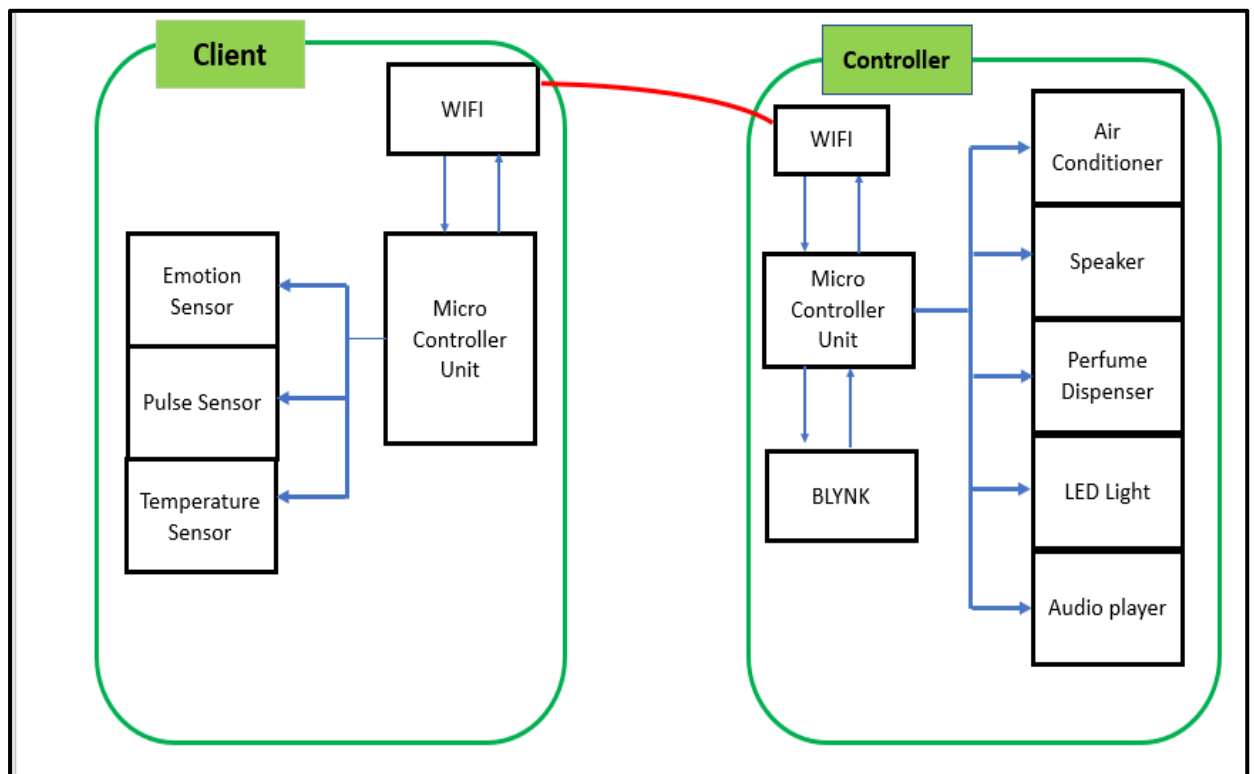 Client
WIFI
Emotion
Sensor
Pulse Sensor
Temperature
Sensor
Micro
Controller
Unit
Controller
WIFI
Micro
Controller
Unit
BLYNK
Air
Conditioner
Speaker
Perfume
Dispenser
LED Light
Audio player